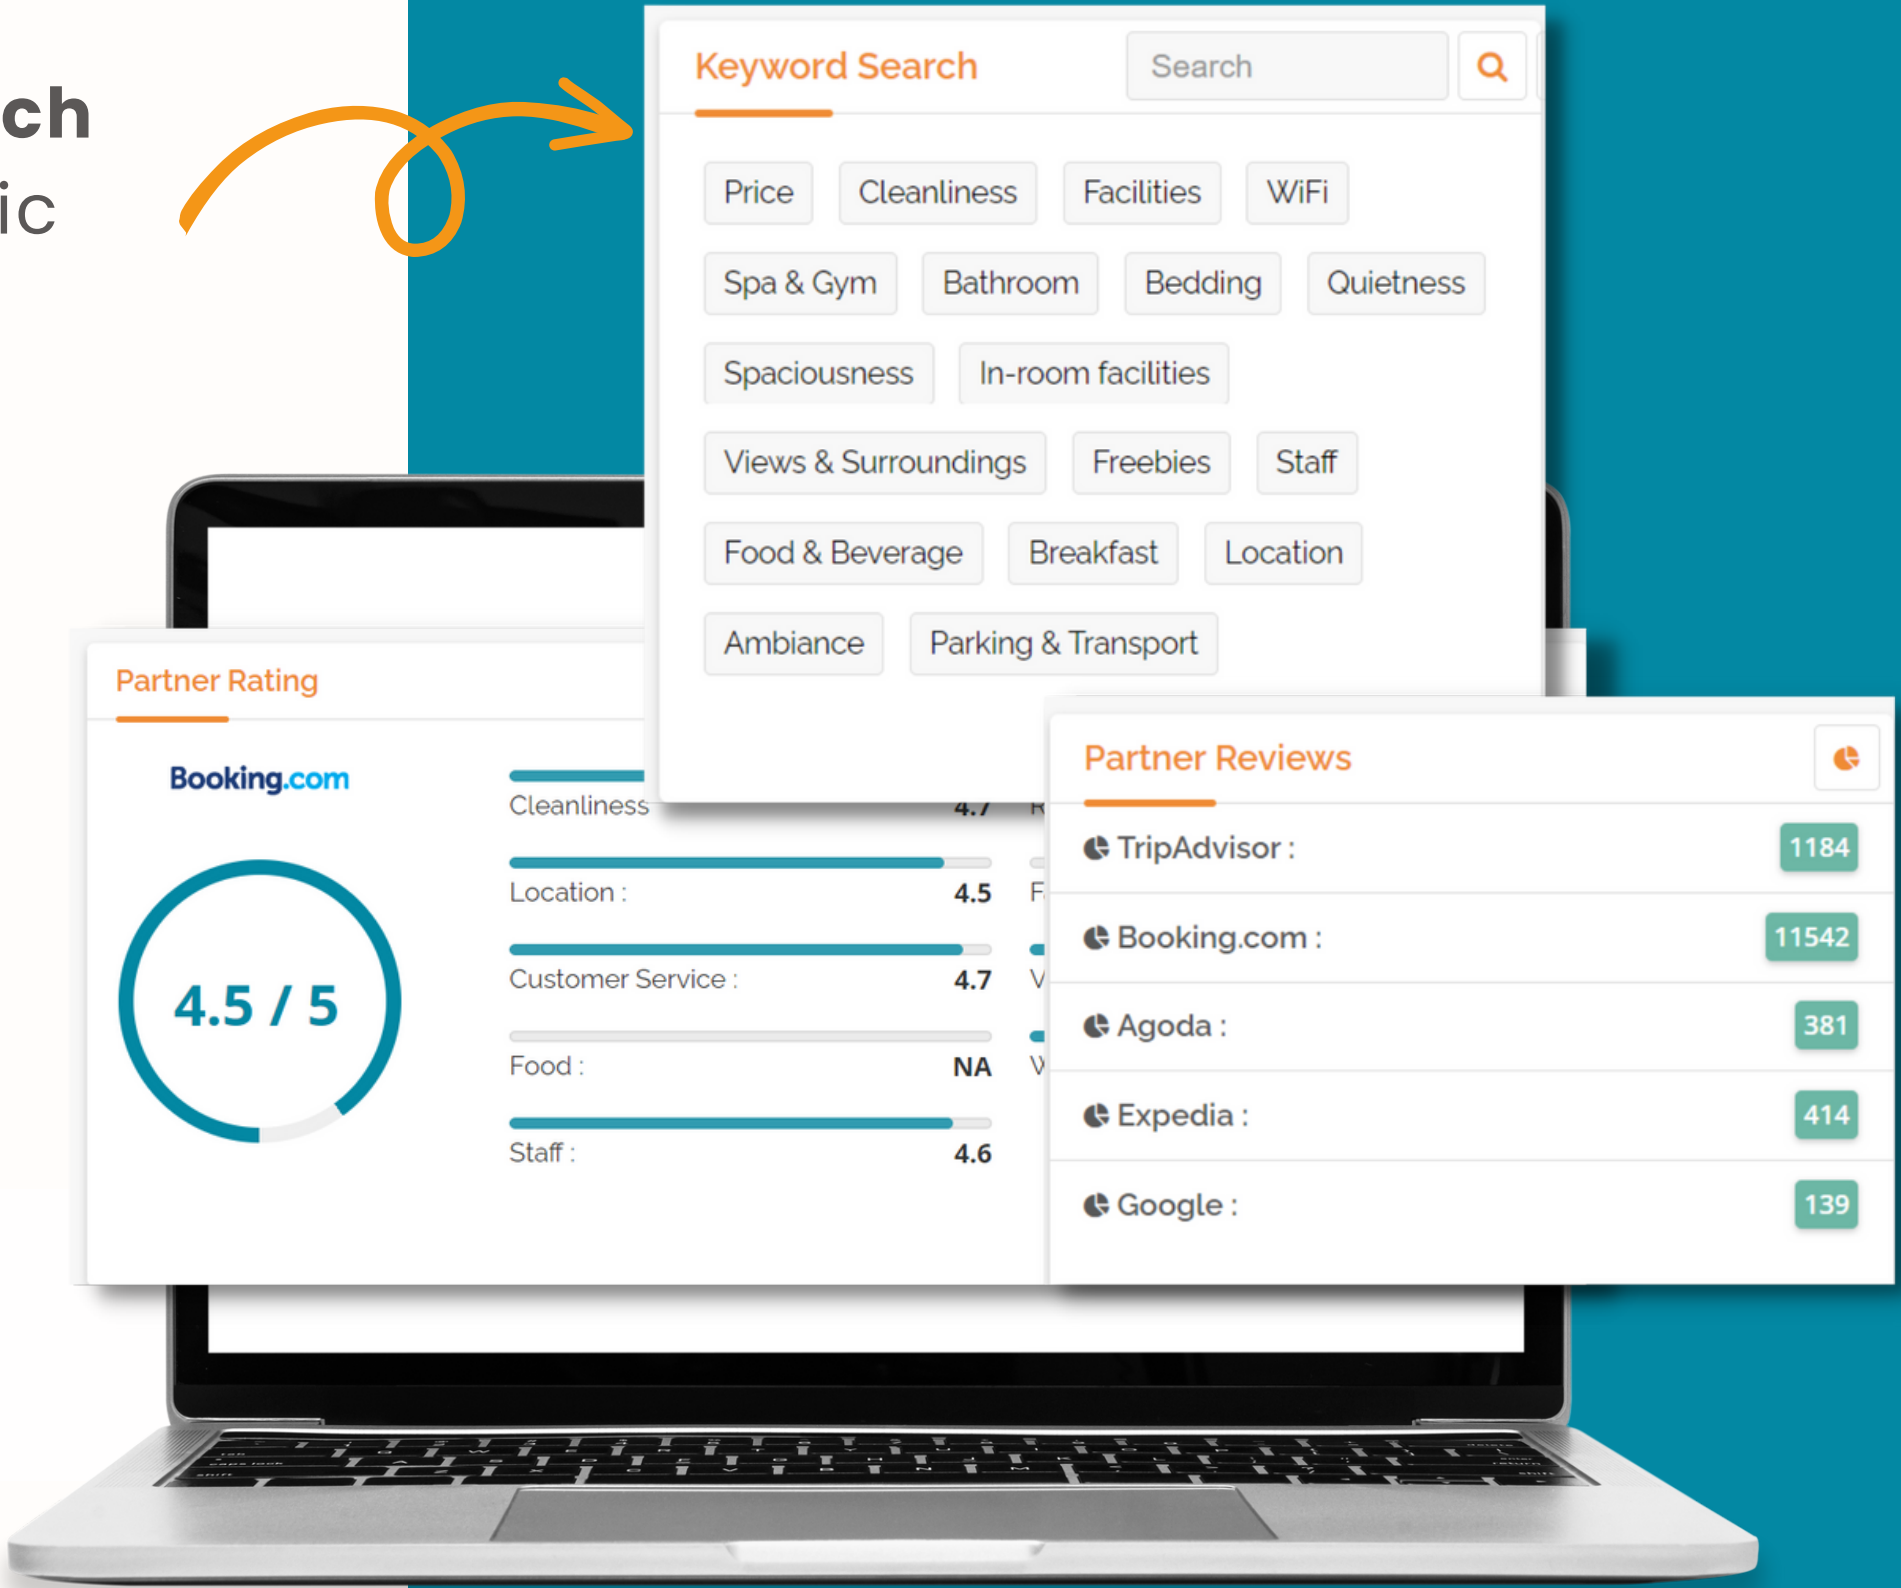 ch
ic
Keyword Search
Search
Price Cleanliness Facilities WiFi
Spa & Gym Bathroom Bedding Quietness
Spaciousness In-room facilities
Views & Surroundings Freebies Staff
Food & Beverage Breakfast Location
Ambiance Parking & Transport
Partner Rating
Booking.com
4.5 / 5
Cleanliness 4.7
Location : 4.5
Customer Service : 4.7
Food : NA
Staff : 4.6
Partner Reviews
TripAdvisor : 1184
Booking.com : 11542
Agoda : 381
Expedia : 414
Google : 139